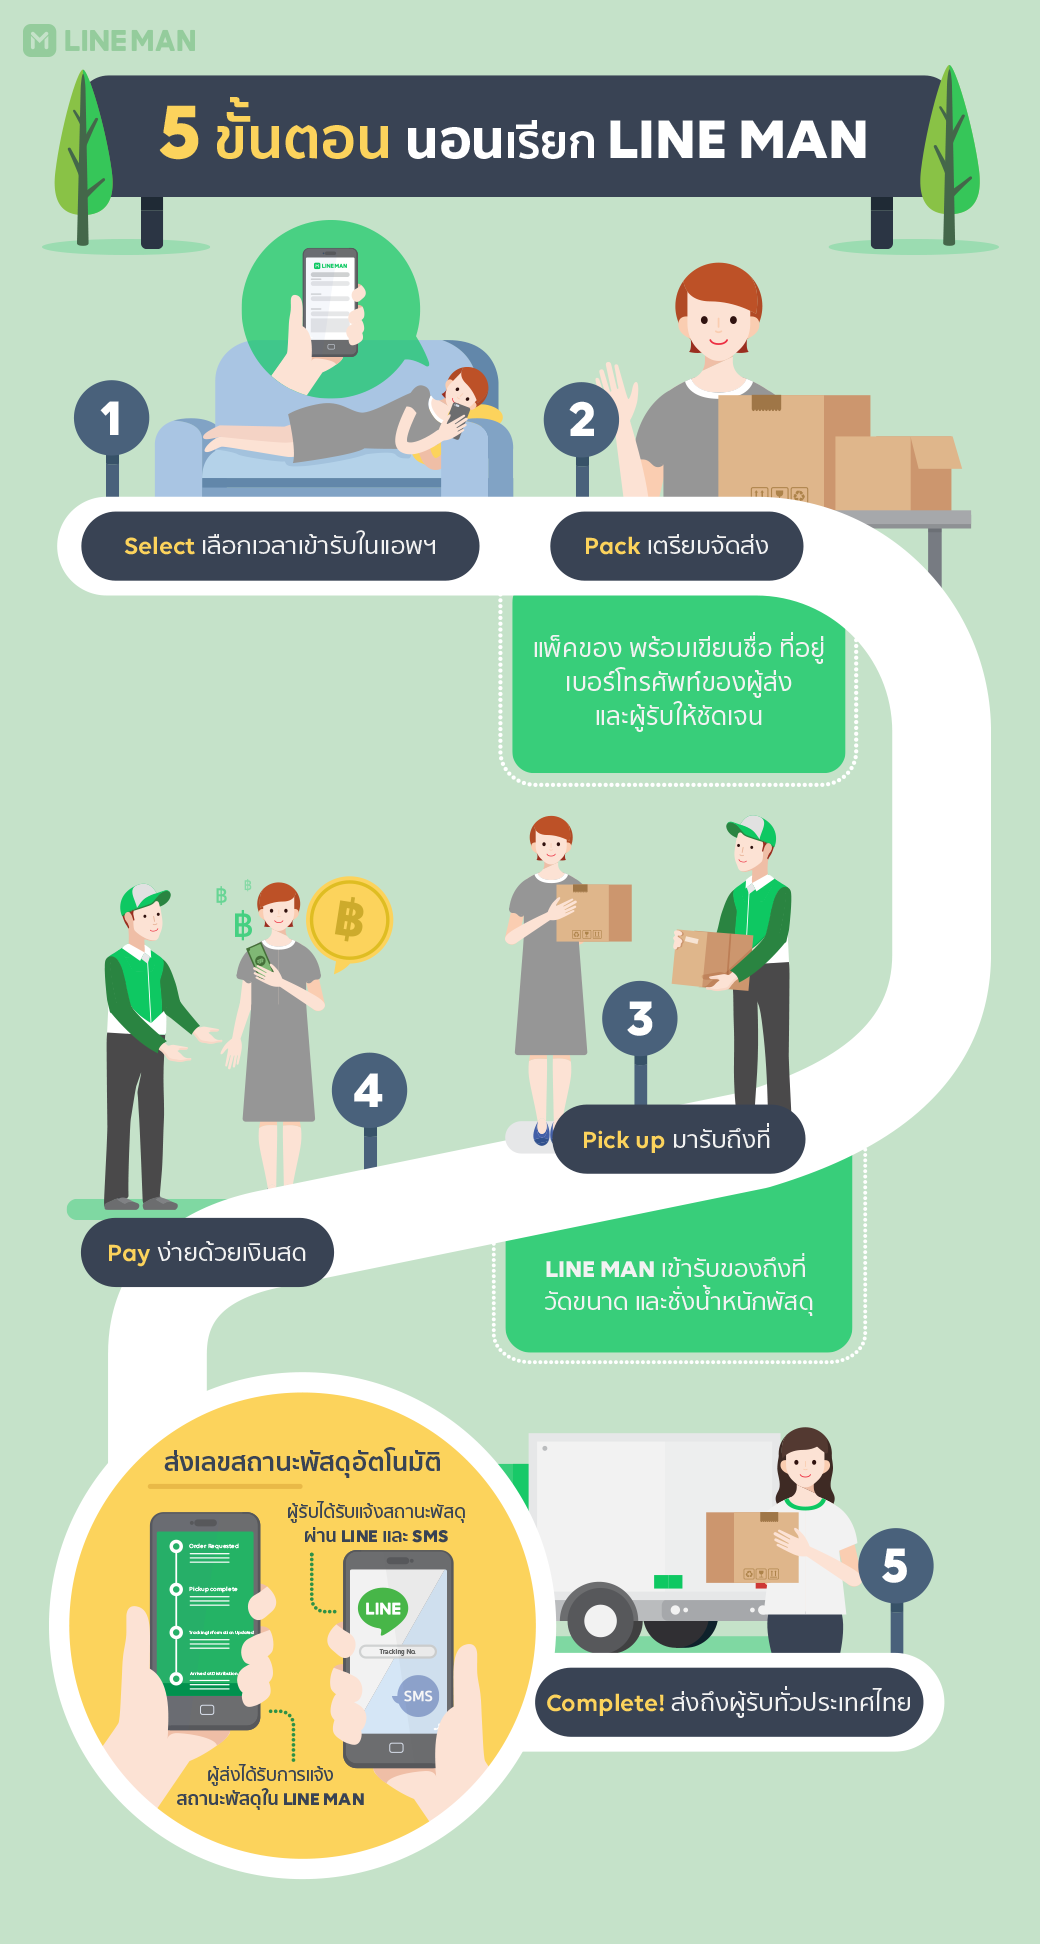 LINE MAN
5 ขั้นตอน นอนเรียก LINE MAN
LINE MAN
1
2
Select เลือกเวลาเข้ารับในแอพฯ
Pack เตรียมจัดส่ง
แพ็คของ พร้อมเขียนชื่อ ที่อยู่
เบอร์โทรศัพท์ของผู้ส่ง
และผู้รับให้ชัดเจน
3
Pick up มารับถึงที่
LINE MAN เข้ารับของถึงที่
วัดขนาด และชั่งน้ำหนักพัสดุ
฿
฿
฿
฿
4
Pay ง่ายด้วยเงินสด
ส่งเลขสถานะพัสดุอัตโนมัติ
ผู้รับได้รับแจ้งสถานะพัสดุ
ผ่าน LINE และ SMS
Order Requested
Pickup complete
Tracking Information Updated
Arrived at Distribution
LINE
Tracking No.
SMS
ผู้ส่งได้รับการแจ้ง
สถานะพัสดุใน LINE MAN
5
Complete! ส่งถึงผู้รับทั่วประเทศไทย